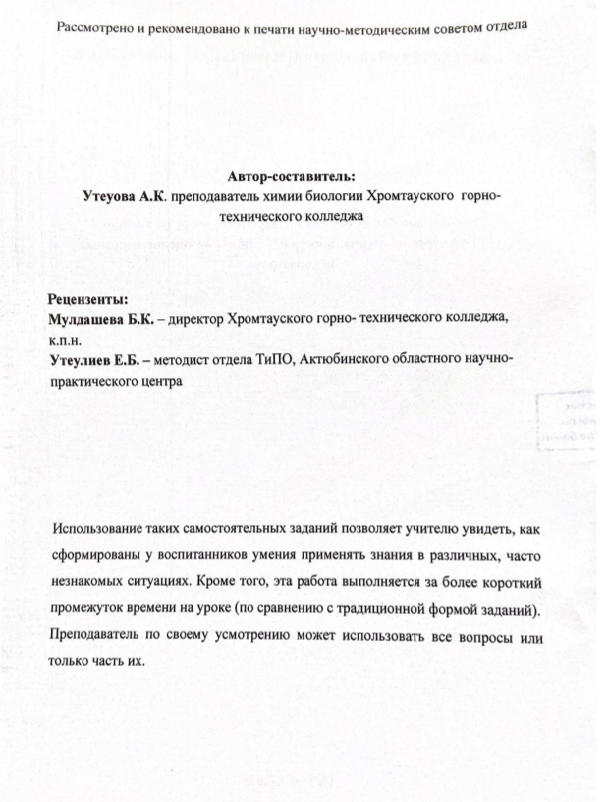 Рассмотрено и рекомендовано к печати научно-методическим советом отдела
Автор-составитель:
Утеуова А.К. преподаватель химии биологии Хромтауского горно-
технического колледжа
Рецензенты:
Мулдашева Б.К. – директор Хромтауского горно- технического колледжа,
к.п.н.
Утеулиев Е.Б. – методист отдела ТиПО, Актюбинского областного научно-
практического центра
Использование таких самостоятельных заданий позволяет учителю увидеть, как
сформированы у воспитанников умения применять знания в различных, часто
незнакомых ситуациях. Кроме того, эта работа выполняется за более короткий
промежуток времени на уроке (по сравнению с традиционной формой заданий).
Преподаватель по своему усмотрению может использовать все вопросы или
только часть их.